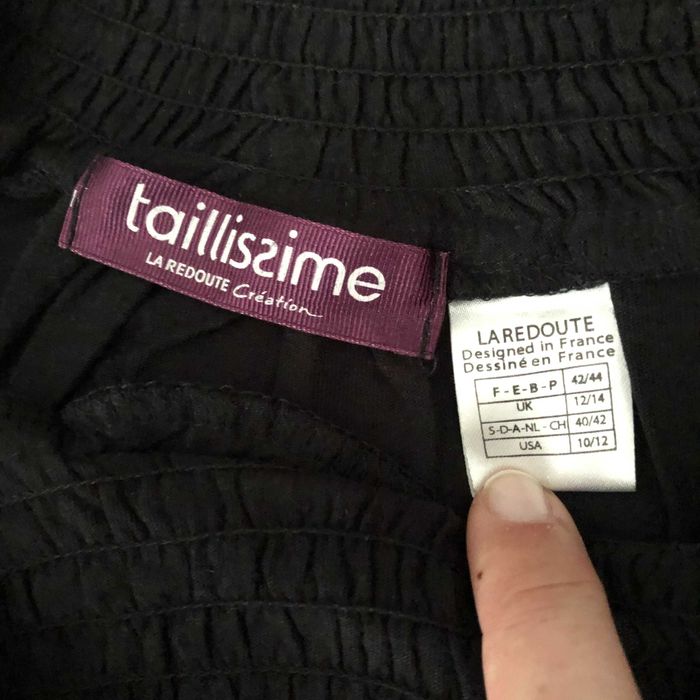 taillissime
LA REDOUTE Création
LAREDOUTE
Designed in France
Dessiné en France
F-E-B-P 42/44
UK 12/14
S-D-A-NL-CH 40/42
USA 10/12